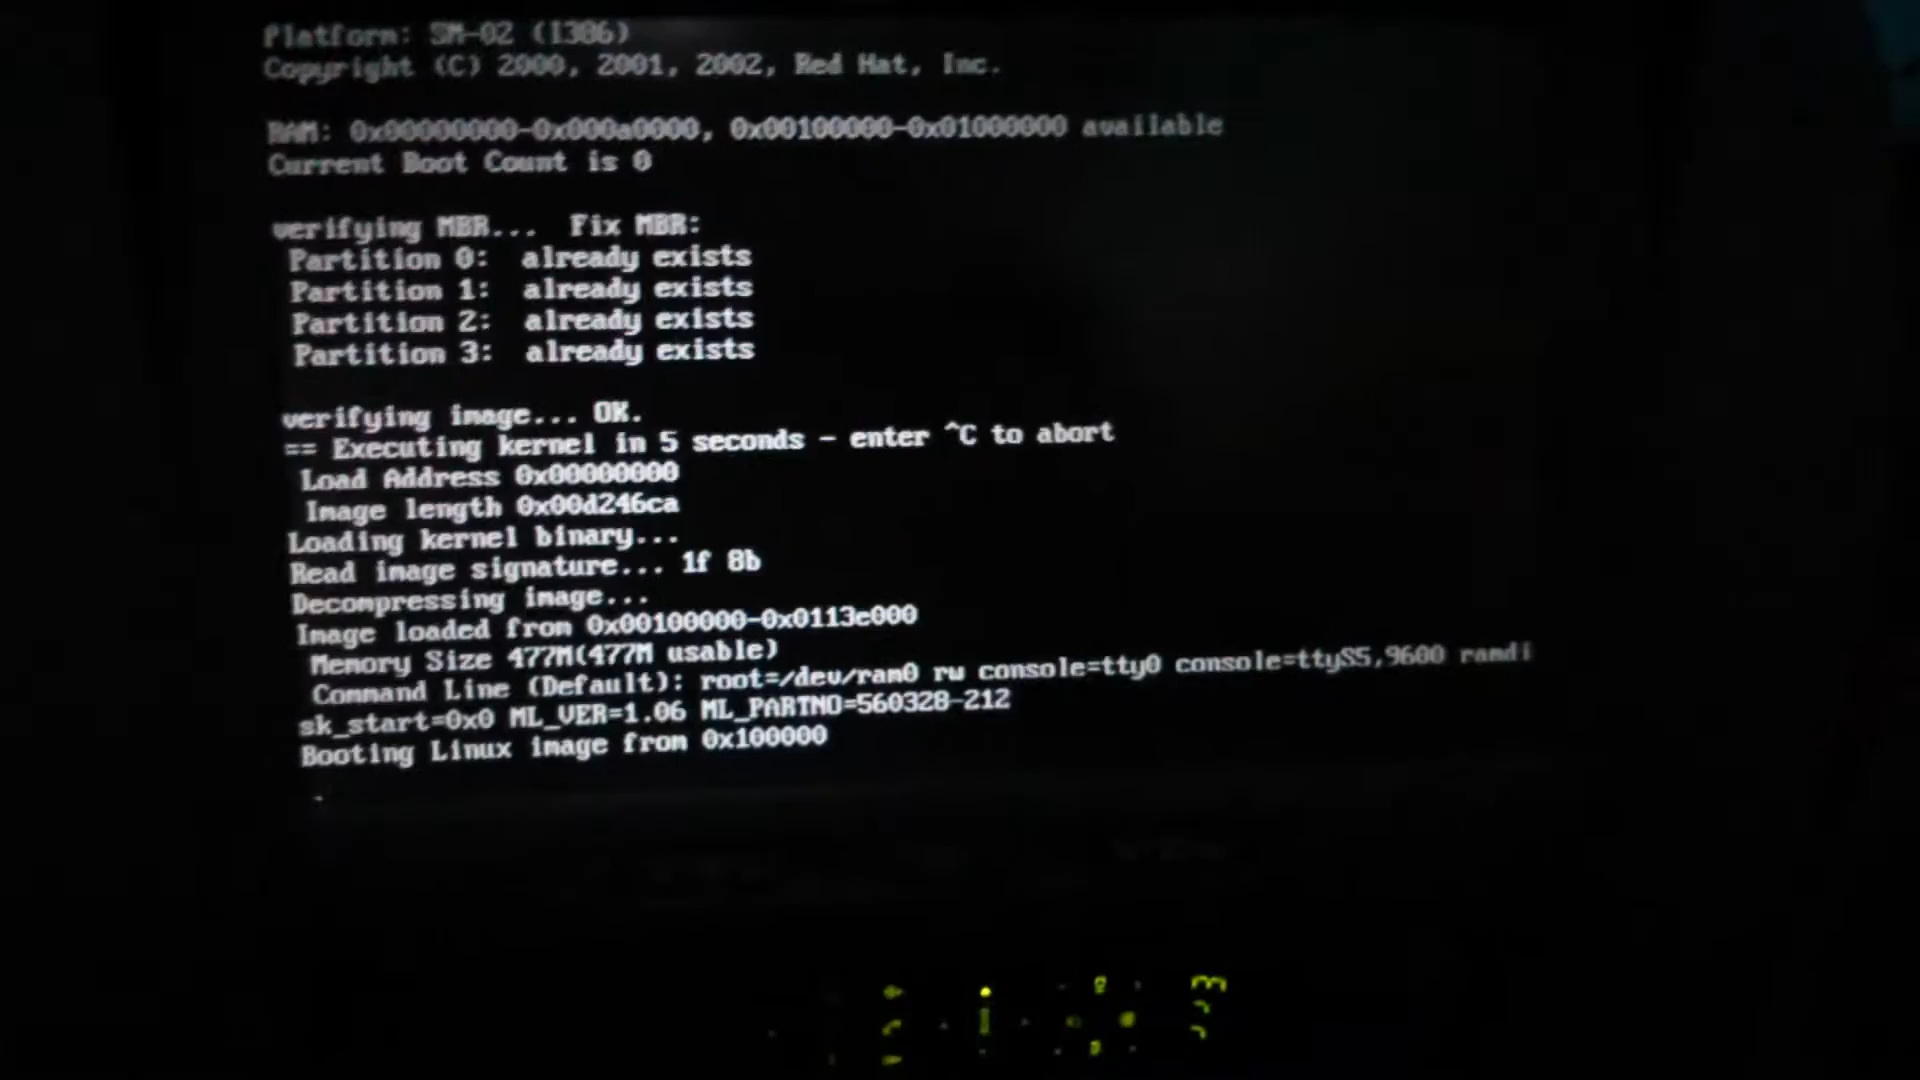 Platform: SM-02 (I386)
Copyright (C) 2000, 2001, 2002, Red Hat, Inc.
RAM: 0x00000000-0x000a0000, 0x00100000-0x01000000 available
Current Boot Count is 0
verifying MBR... Fix MBR:
Partition 0: already exists
Partition 1: already exists
Partition 2: already exists
Partition 3: already exists
verifying image... OK.
== Executing kernel in 5 seconds - enter ^C to abort
Load Address 0x00000000
Image length 0x00d246ca
Loading kernel binary...
Read image signature... 1f 8b
Decompressing image...
Image loaded from 0x00100000-0x0113e000
Memory Size 477M(477M usable)
Command Line (Default): root=/dev/ram0 rw console=tty0 console=ttyS5,9600 ramdi
sk_start=0x0 ML_VER=1.06 ML_PARTNO=560328-212
Booting Linux image from 0x100000